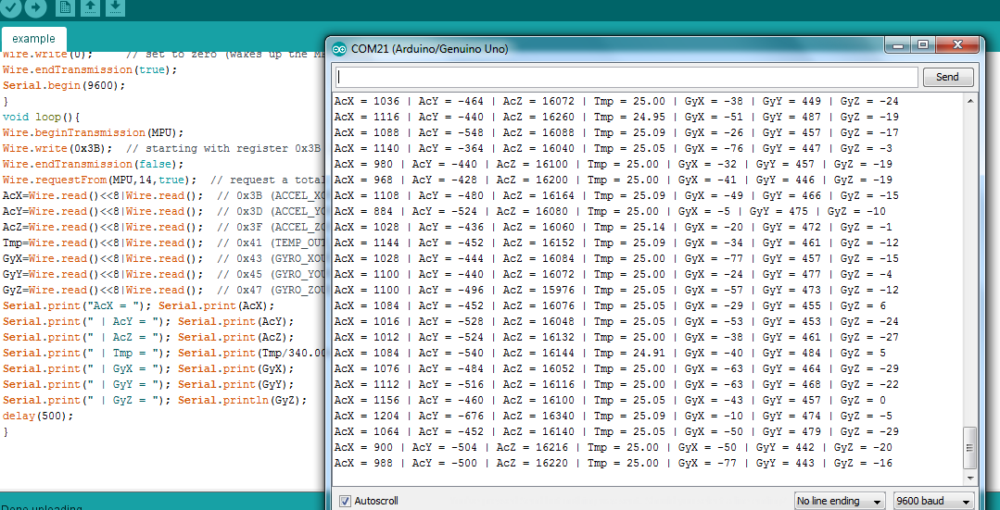 example
Wire.write(0); // set to zero (wakes up the
Wire.endTransmission(true);
Serial.begin(9600);
}
void loop(){
Wire.beginTransmission(MPU);
Wire.write(0x3B); // starting with register 0x3B
Wire.endTransmission(false);
Wire.requestFrom(MPU,14,true); // request a total
AcX=Wire.read()<<8|Wire.read(); // 0x3B (ACCEL_XO
AcY=Wire.read()<<8|Wire.read(); // 0x3D (ACCEL_YO
AcZ=Wire.read()<<8|Wire.read(); // 0x3F (ACCEL_ZO
Tmp=Wire.read()<<8|Wire.read(); // 0x41 (TEMP_OUT
GyX=Wire.read()<<8|Wire.read(); // 0x43 (GYRO_XOU
GyY=Wire.read()<<8|Wire.read(); // 0x45 (GYRO_YOU
GyZ=Wire.read()<<8|Wire.read(); // 0x47 (GYRO_ZOU
Serial.print("AcX = "); Serial.print(AcX);
Serial.print(" | AcY = "); Serial.print(AcY);
Serial.print(" | AcZ = "); Serial.print(AcZ);
Serial.print(" | Tmp = "); Serial.print(Tmp/340.00
Serial.print(" | GyX = "); Serial.print(GyX);
Serial.print(" | GyY = "); Serial.print(GyY);
Serial.print(" | GyZ = "); Serial.println(GyZ);
delay(500);
}
Done uploading
COM21 (Arduino/Genuino Uno)
Send
AcX = 1036 | AcY = -464 | AcZ = 16072 | Tmp = 25.00 | GyX = -38 | GyY = 449 | GyZ = -24
AcX = 1116 | AcY = -440 | AcZ = 16260 | Tmp = 24.95 | GyX = -51 | GyY = 487 | GyZ = -19
AcX = 1088 | AcY = -548 | AcZ = 16088 | Tmp = 25.09 | GyX = -26 | GyY = 457 | GyZ = -17
AcX = 1140 | AcY = -364 | AcZ = 16040 | Tmp = 25.05 | GyX = -76 | GyY = 447 | GyZ = -3
AcX = 980 | AcY = -440 | AcZ = 16100 | Tmp = 25.00 | GyX = -32 | GyY = 457 | GyZ = -19
AcX = 968 | AcY = -428 | AcZ = 16200 | Tmp = 25.00 | GyX = -41 | GyY = 446 | GyZ = -19
AcX = 1108 | AcY = -480 | AcZ = 16164 | Tmp = 25.09 | GyX = -49 | GyY = 466 | GyZ = -15
AcX = 884 | AcY = -524 | AcZ = 16080 | Tmp = 25.00 | GyX = -5 | GyY = 475 | GyZ = -10
AcX = 1028 | AcY = -436 | AcZ = 16060 | Tmp = 25.14 | GyX = -20 | GyY = 472 | GyZ = -1
AcX = 1144 | AcY = -452 | AcZ = 16152 | Tmp = 25.09 | GyX = -34 | GyY = 461 | GyZ = -12
AcX = 1028 | AcY = -444 | AcZ = 16084 | Tmp = 25.00 | GyX = -77 | GyY = 457 | GyZ = -15
AcX = 1100 | AcY = -440 | AcZ = 16072 | Tmp = 25.00 | GyX = -24 | GyY = 477 | GyZ = -4
AcX = 1100 | AcY = -496 | AcZ = 15976 | Tmp = 25.05 | GyX = -57 | GyY = 473 | GyZ = -12
AcX = 1084 | AcY = -452 | AcZ = 16076 | Tmp = 25.05 | GyX = -29 | GyY = 455 | GyZ = 6
AcX = 1016 | AcY = -528 | AcZ = 16048 | Tmp = 25.05 | GyX = -53 | GyY = 453 | GyZ = -24
AcX = 1012 | AcY = -524 | AcZ = 16132 | Tmp = 25.00 | GyX = -38 | GyY = 461 | GyZ = -27
AcX = 1084 | AcY = -540 | AcZ = 16144 | Tmp = 24.91 | GyX = -40 | GyY = 484 | GyZ = 5
AcX = 1076 | AcY = -484 | AcZ = 16052 | Tmp = 25.00 | GyX = -63 | GyY = 464 | GyZ = -29
AcX = 1112 | AcY = -516 | AcZ = 16116 | Tmp = 25.00 | GyX = -63 | GyY = 468 | GyZ = -22
AcX = 1156 | AcY = -460 | AcZ = 16100 | Tmp = 25.05 | GyX = -43 | GyY = 457 | GyZ = 0
AcX = 1204 | AcY = -676 | AcZ = 16340 | Tmp = 25.09 | GyX = -10 | GyY = 474 | GyZ = -5
AcX = 1064 | AcY = -452 | AcZ = 16140 | Tmp = 25.05 | GyX = -50 | GyY = 479 | GyZ = -29
AcX = 900 | AcY = -504 | AcZ = 16216 | Tmp = 25.00 | GyX = -50 | GyY = 442 | GyZ = -20
AcX = 988 | AcY = -500 | AcZ = 16220 | Tmp = 25.00 | GyX = -77 | GyY = 443 | GyZ = -16
Autoscroll
No line ending
9600 baud